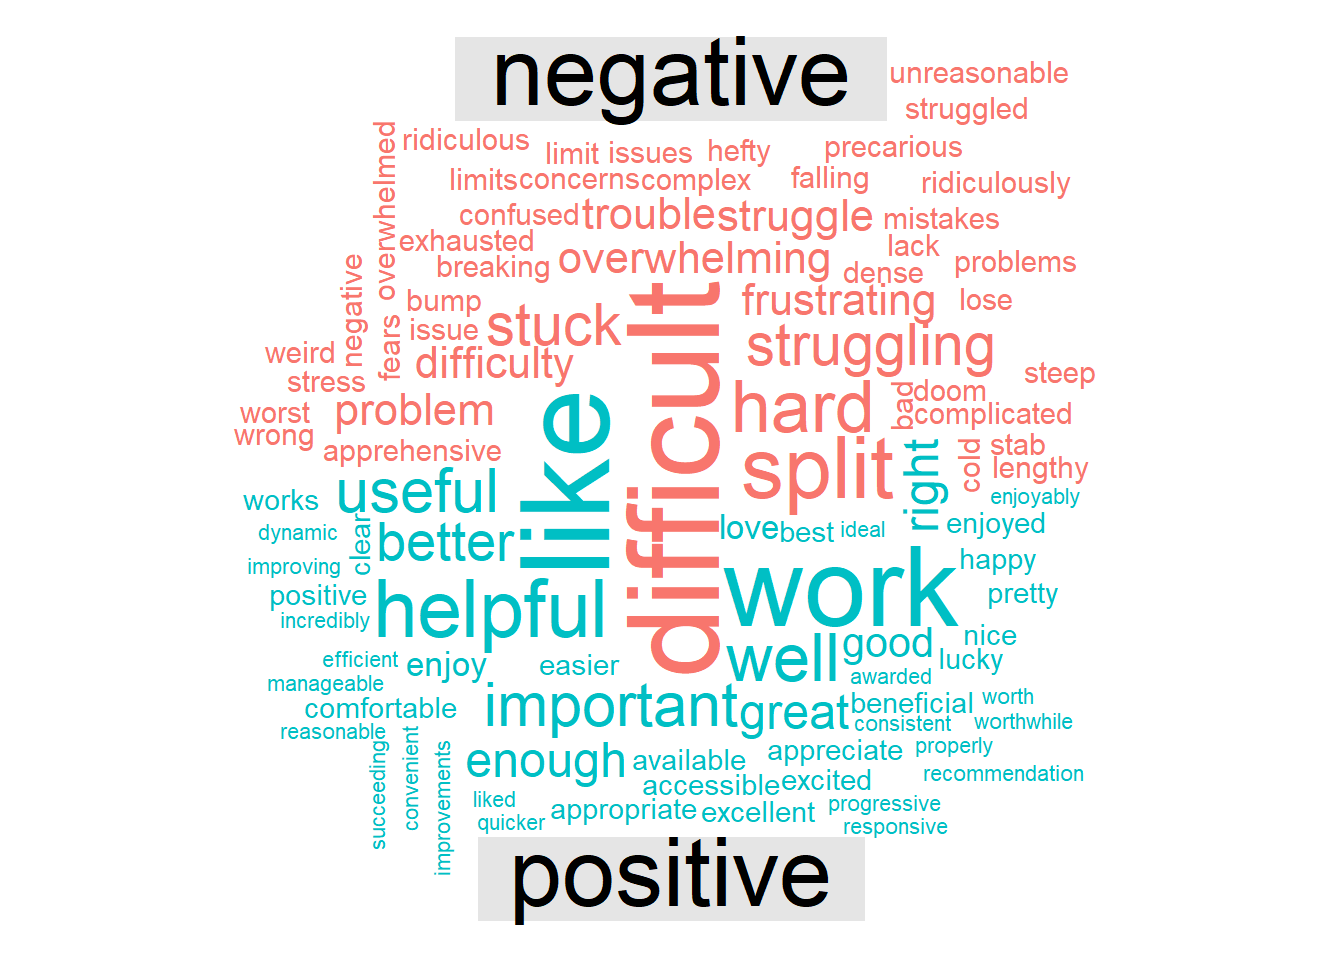 negative
unreasonable
struggled
ridiculous
limit
issues
hefty
precarious
overwhelmed
limits
concerns
complex
falling
ridiculously
confused
trouble
struggle
mistakes
exhausted
overwhelming
lack
breaking
dense
problems
negative
bump
stuck
difficult
frustrating
lose
fears
issue
struggling
weird
difficulty
stress
steep
hard
bad
doom
worst
problem
complicated
wrong
apprehensive
like
split
right
cold
stab
lengthy
works
useful
enjoyably
dynamic
clear
better
love
best
ideal
enjoyed
improving
work
happy
positive
helpful
pretty
incredibly
well
good
nice
efficient
enjoy
easier
lucky
manageable
awarded
comfortable
important
great
beneficial
worth
reasonable
consistent
worthwhile
succeeding
convenient
improvements
enough
available
appreciate
properly
accessible
excited
recommendation
liked
appropriate
excellent
progressive
quicker
responsive
positive